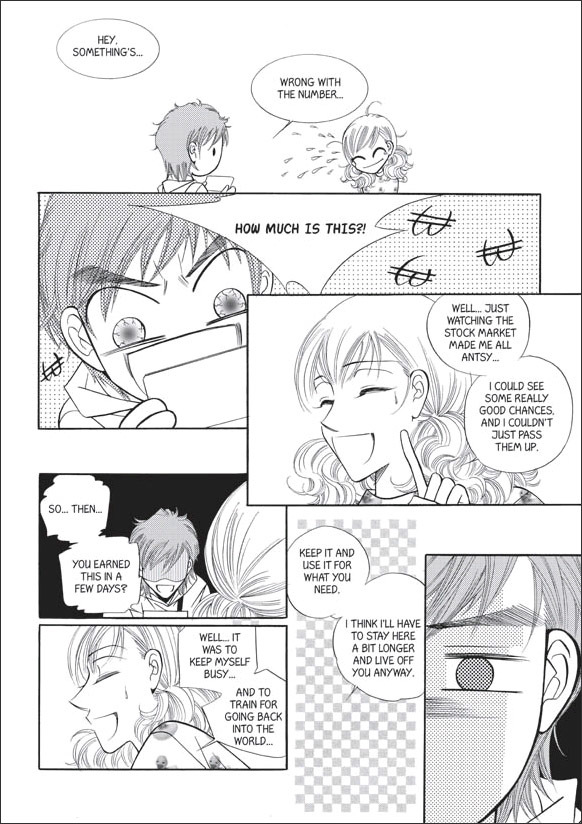 HEY,
SOMETHING'S...
WRONG WITH
THE NUMBER...
HOW MUCH IS THIS?!
₩
₩
₩
₩
WELL... JUST
WATCHING THE
STOCK MARKET
MADE ME ALL
ANTSY...
I COULD SEE
SOME REALLY
GOOD CHANCES,
AND I COULDN'T
JUST PASS
THEM UP.
SO... THEN...
YOU EARNED
THIS IN A
FEW DAYS?
WELL... IT
WAS TO
KEEP MYSELF
BUSY...
AND TO
TRAIN FOR
GOING BACK
INTO THE
WORLD...
KEEP IT AND
USE IT FOR
WHAT YOU
NEED.
I THINK I'LL HAVE
TO STAY HERE
A BIT LONGER
AND LIVE OFF
YOU ANYWAY.